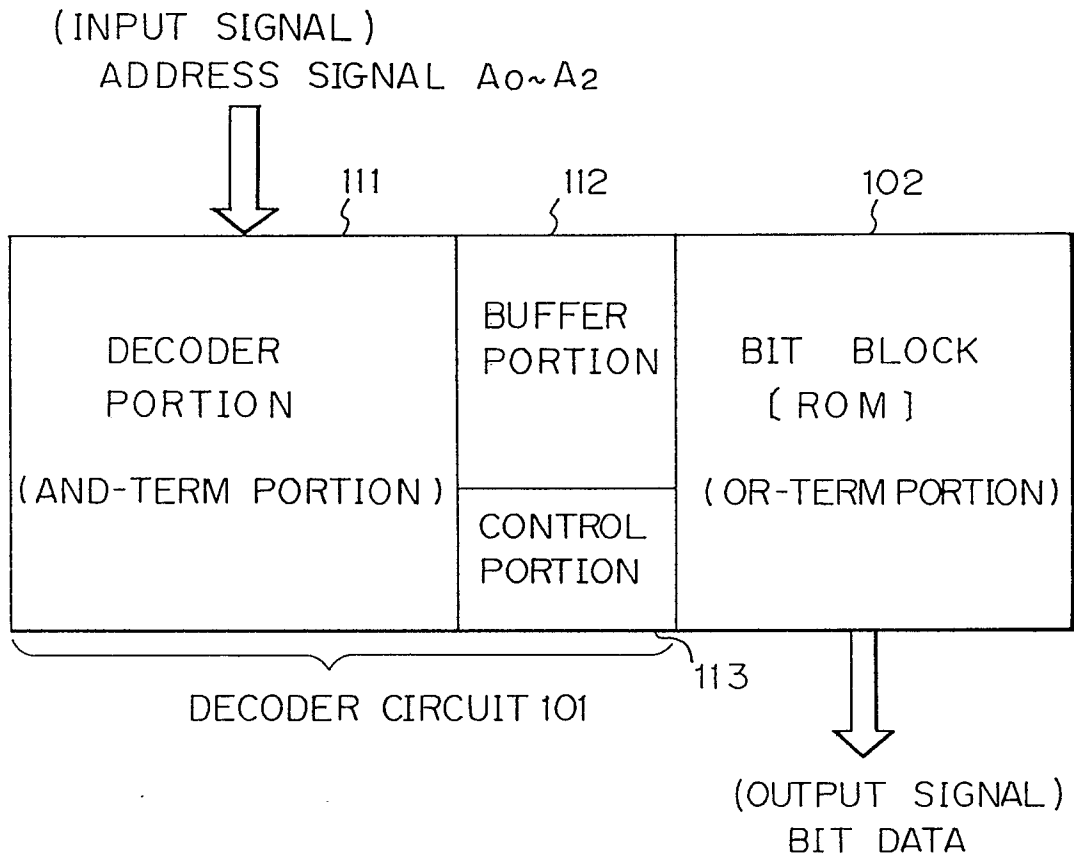 (INPUT SIGNAL)
ADDRESS SIGNAL A0~A2
111
112
102
DECODER
PORTION
(AND-TERM PORTION)
BUFFER
PORTION
CONTROL
PORTION
BIT BLOCK
[ROM]
(OR-TERM PORTION)
113
DECODER CIRCUIT 101
(OUTPUT SIGNAL)
BIT DATA